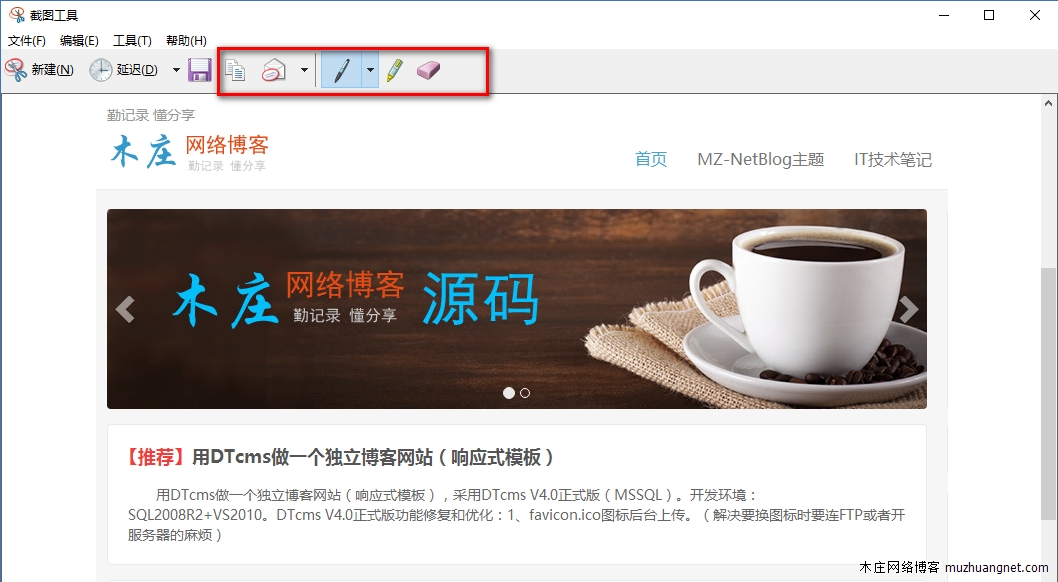 截图工具
文件(F) 编辑(E) 工具(T) 帮助(H)
新建(N) 延迟(D)
勤记录 懂分享
木庄 网络博客
勤记录 懂分享
首页 MZ-NetBlog主题 IT技术笔记
木庄 网络博客 源码
勤记录 懂分享
【推荐】用DTcms做一个独立博客网站（响应式模板）
用DTcms做一个独立博客网站（响应式模板），采用DTcms V4.0正式版（MSSQL）。开发环境：
SQL2008R2+VS2010。DTcms V4.0正式版功能修复和优化：1、favicon.ico图标后台上传。（解决要换图标时要连FTP或者开
服务器的麻烦）
木庄网络博客 muzhuangnet.com